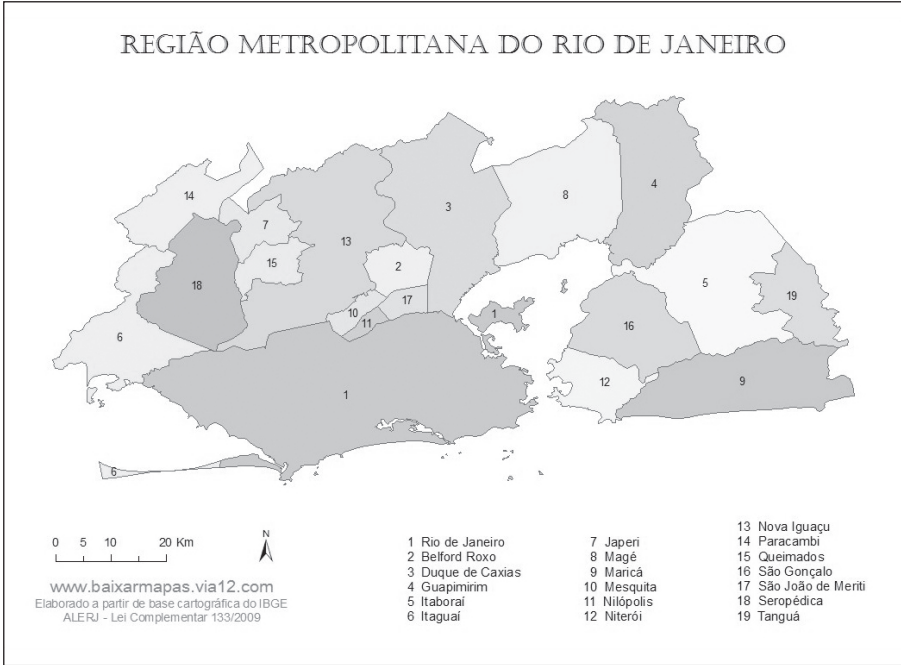 REGIÃO METROPOLITANA DO RIO DE JANEIRO
14
7
13
3
8
4
15
2
18
5
17
19
10
1
11
16
6
12
9
1
6
0 5 10 20 Km
N
www.baixarmapas.via12.com
Elaborado a partir de base cartográfica do IBGE
ALERJ - Lei Complementar 133/2009
1 Rio de Janeiro
2 Belford Roxo
3 Duque de Caxias
4 Guapimirim
5 Itaboraí
6 Itaguaí
7 Japeri
8 Magé
9 Maricá
10 Mesquita
11 Nilópolis
12 Niterói
13 Nova Iguaçu
14 Paracambi
15 Queimados
16 São Gonçalo
17 São João de Meriti
18 Seropédica
19 Tanguá